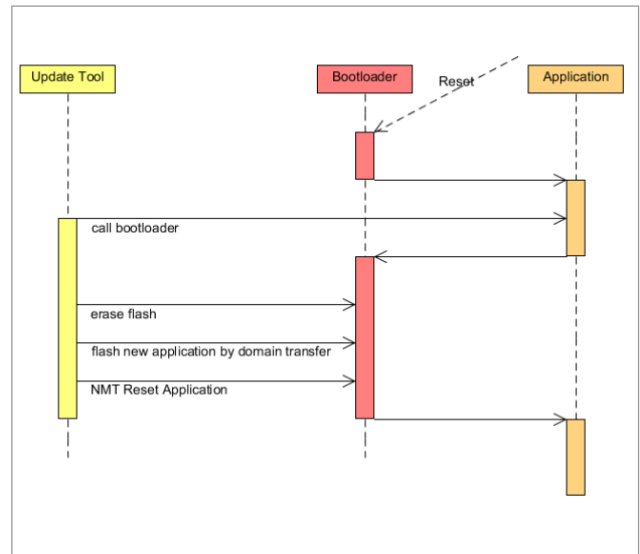 Update Tool
Bootloader
Application
Reset
call bootloader
erase flash
flash new application by domain transfer
NMT Reset Application